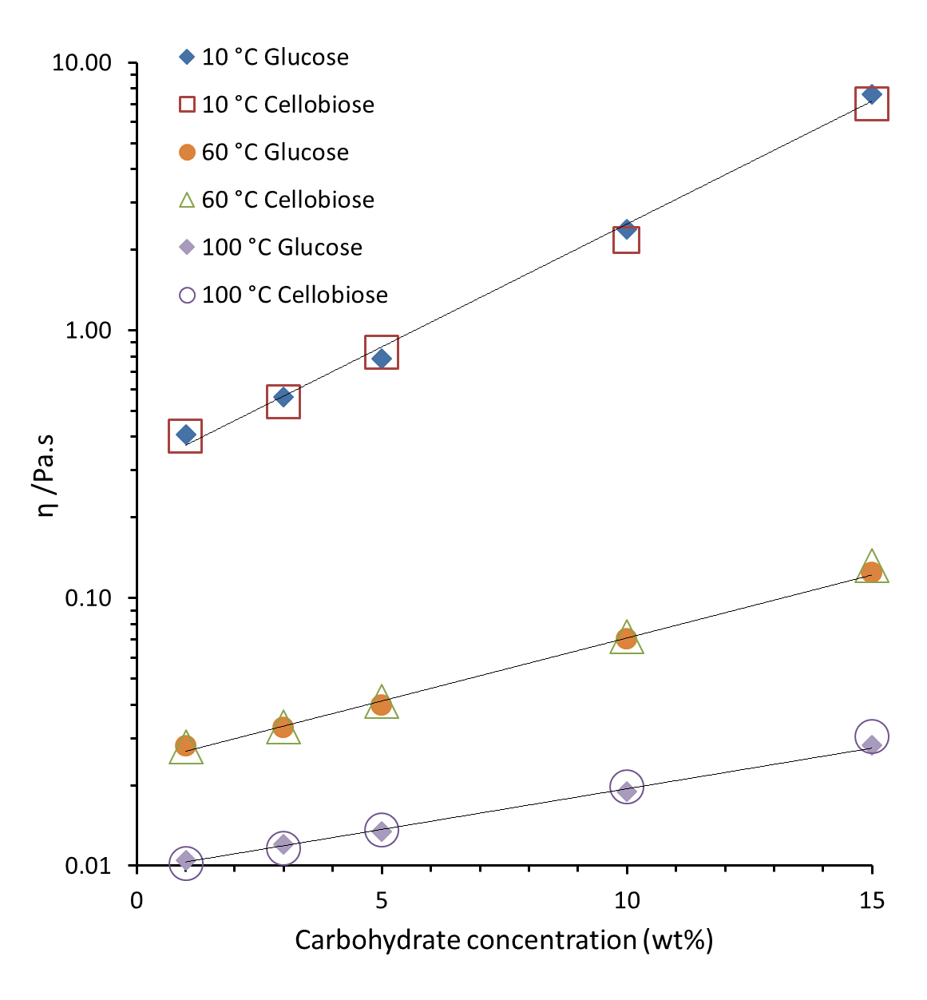 10 °C Glucose
10 °C Cellobiose
60 °C Glucose
60 °C Cellobiose
100 °C Glucose
100 °C Cellobiose
10.00
1.00
0.10
0.01
η /Pa.s
0 5 10 15
Carbohydrate concentration (wt%)